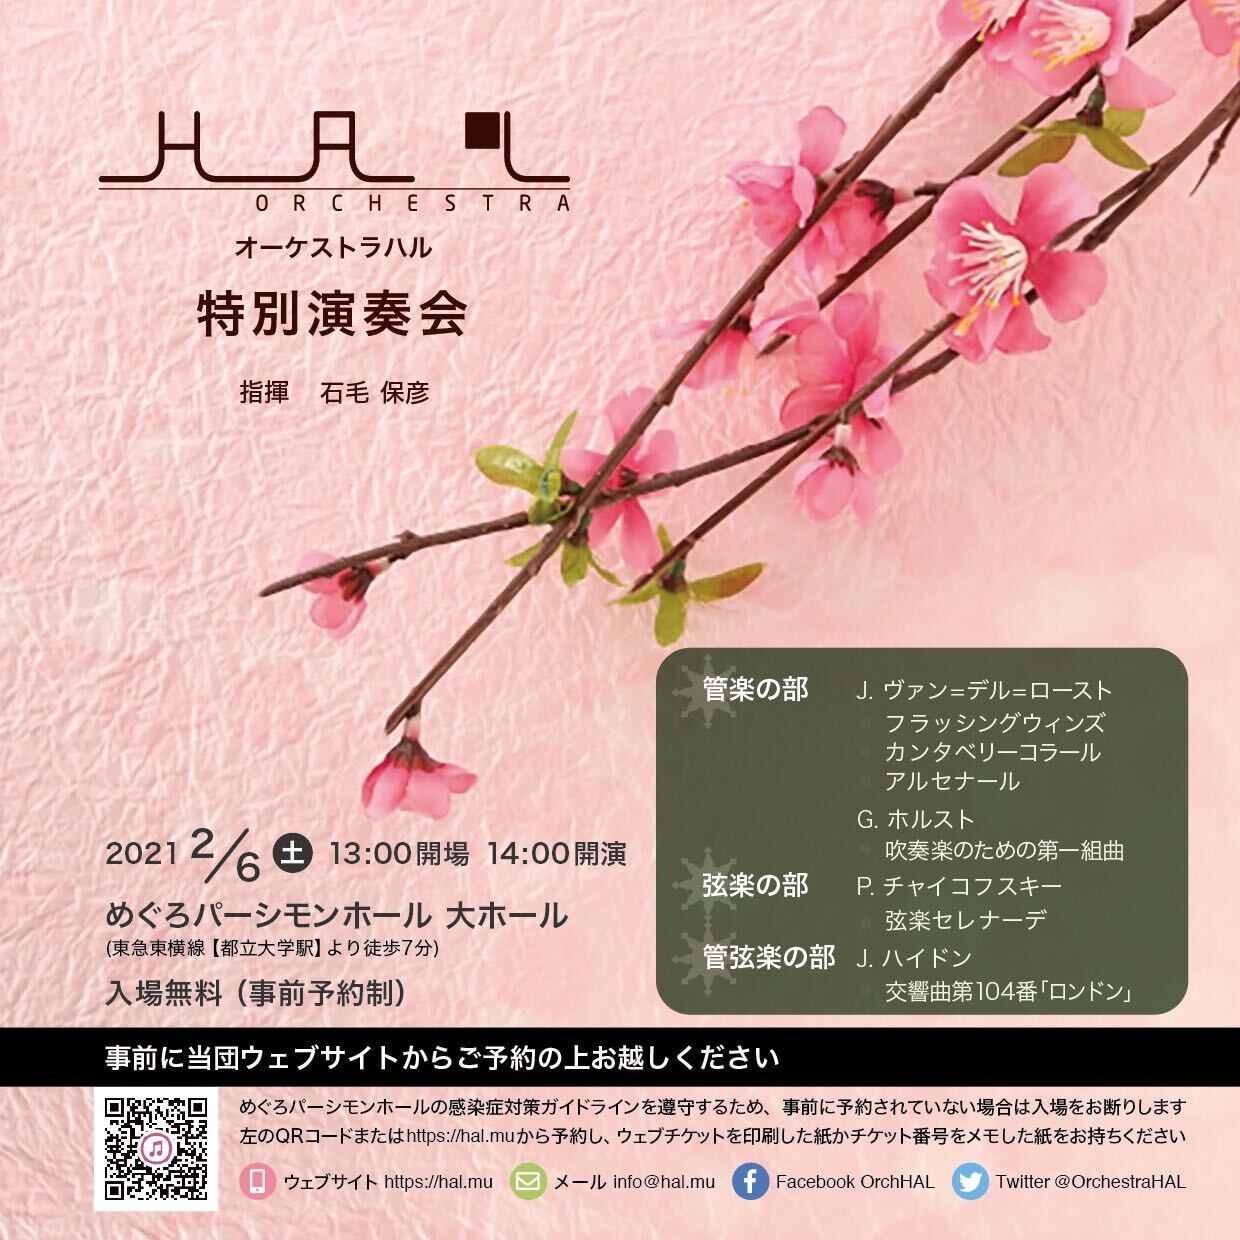 HAL
ORCHESTRA
オーケストラハル
特別演奏会
指揮 石毛 保彦
管楽の部 J. ヴァン=デル=ロースト
フラッシングウィンズ
カンタベリーコラール
アルセナール
G. ホルスト
吹奏楽のための第一組曲
弦楽の部 P. チャイコフスキー
弦楽セレナーデ
管弦楽の部 J. ハイドン
交響曲第104番「ロンドン」
2021 2/6 土 13:00開場 14:00開演
めぐろパーシモンホール 大ホール
(東急東横線【都立大学駅】より徒歩7分)
入場無料（事前予約制）
事前に当団ウェブサイトからご予約の上お越しください
めぐろパーシモンホールの感染症対策ガイドラインを遵守するため、事前に予約されていない場合は入場をお断りします
左のQRコードまたはhttps://hal.muから予約し、ウェブチケットを印刷した紙かチケット番号をメモした紙をお持ちください
ウェブサイト https://hal.mu メール info@hal.mu Facebook OrchHAL Twitter @OrchestraHAL